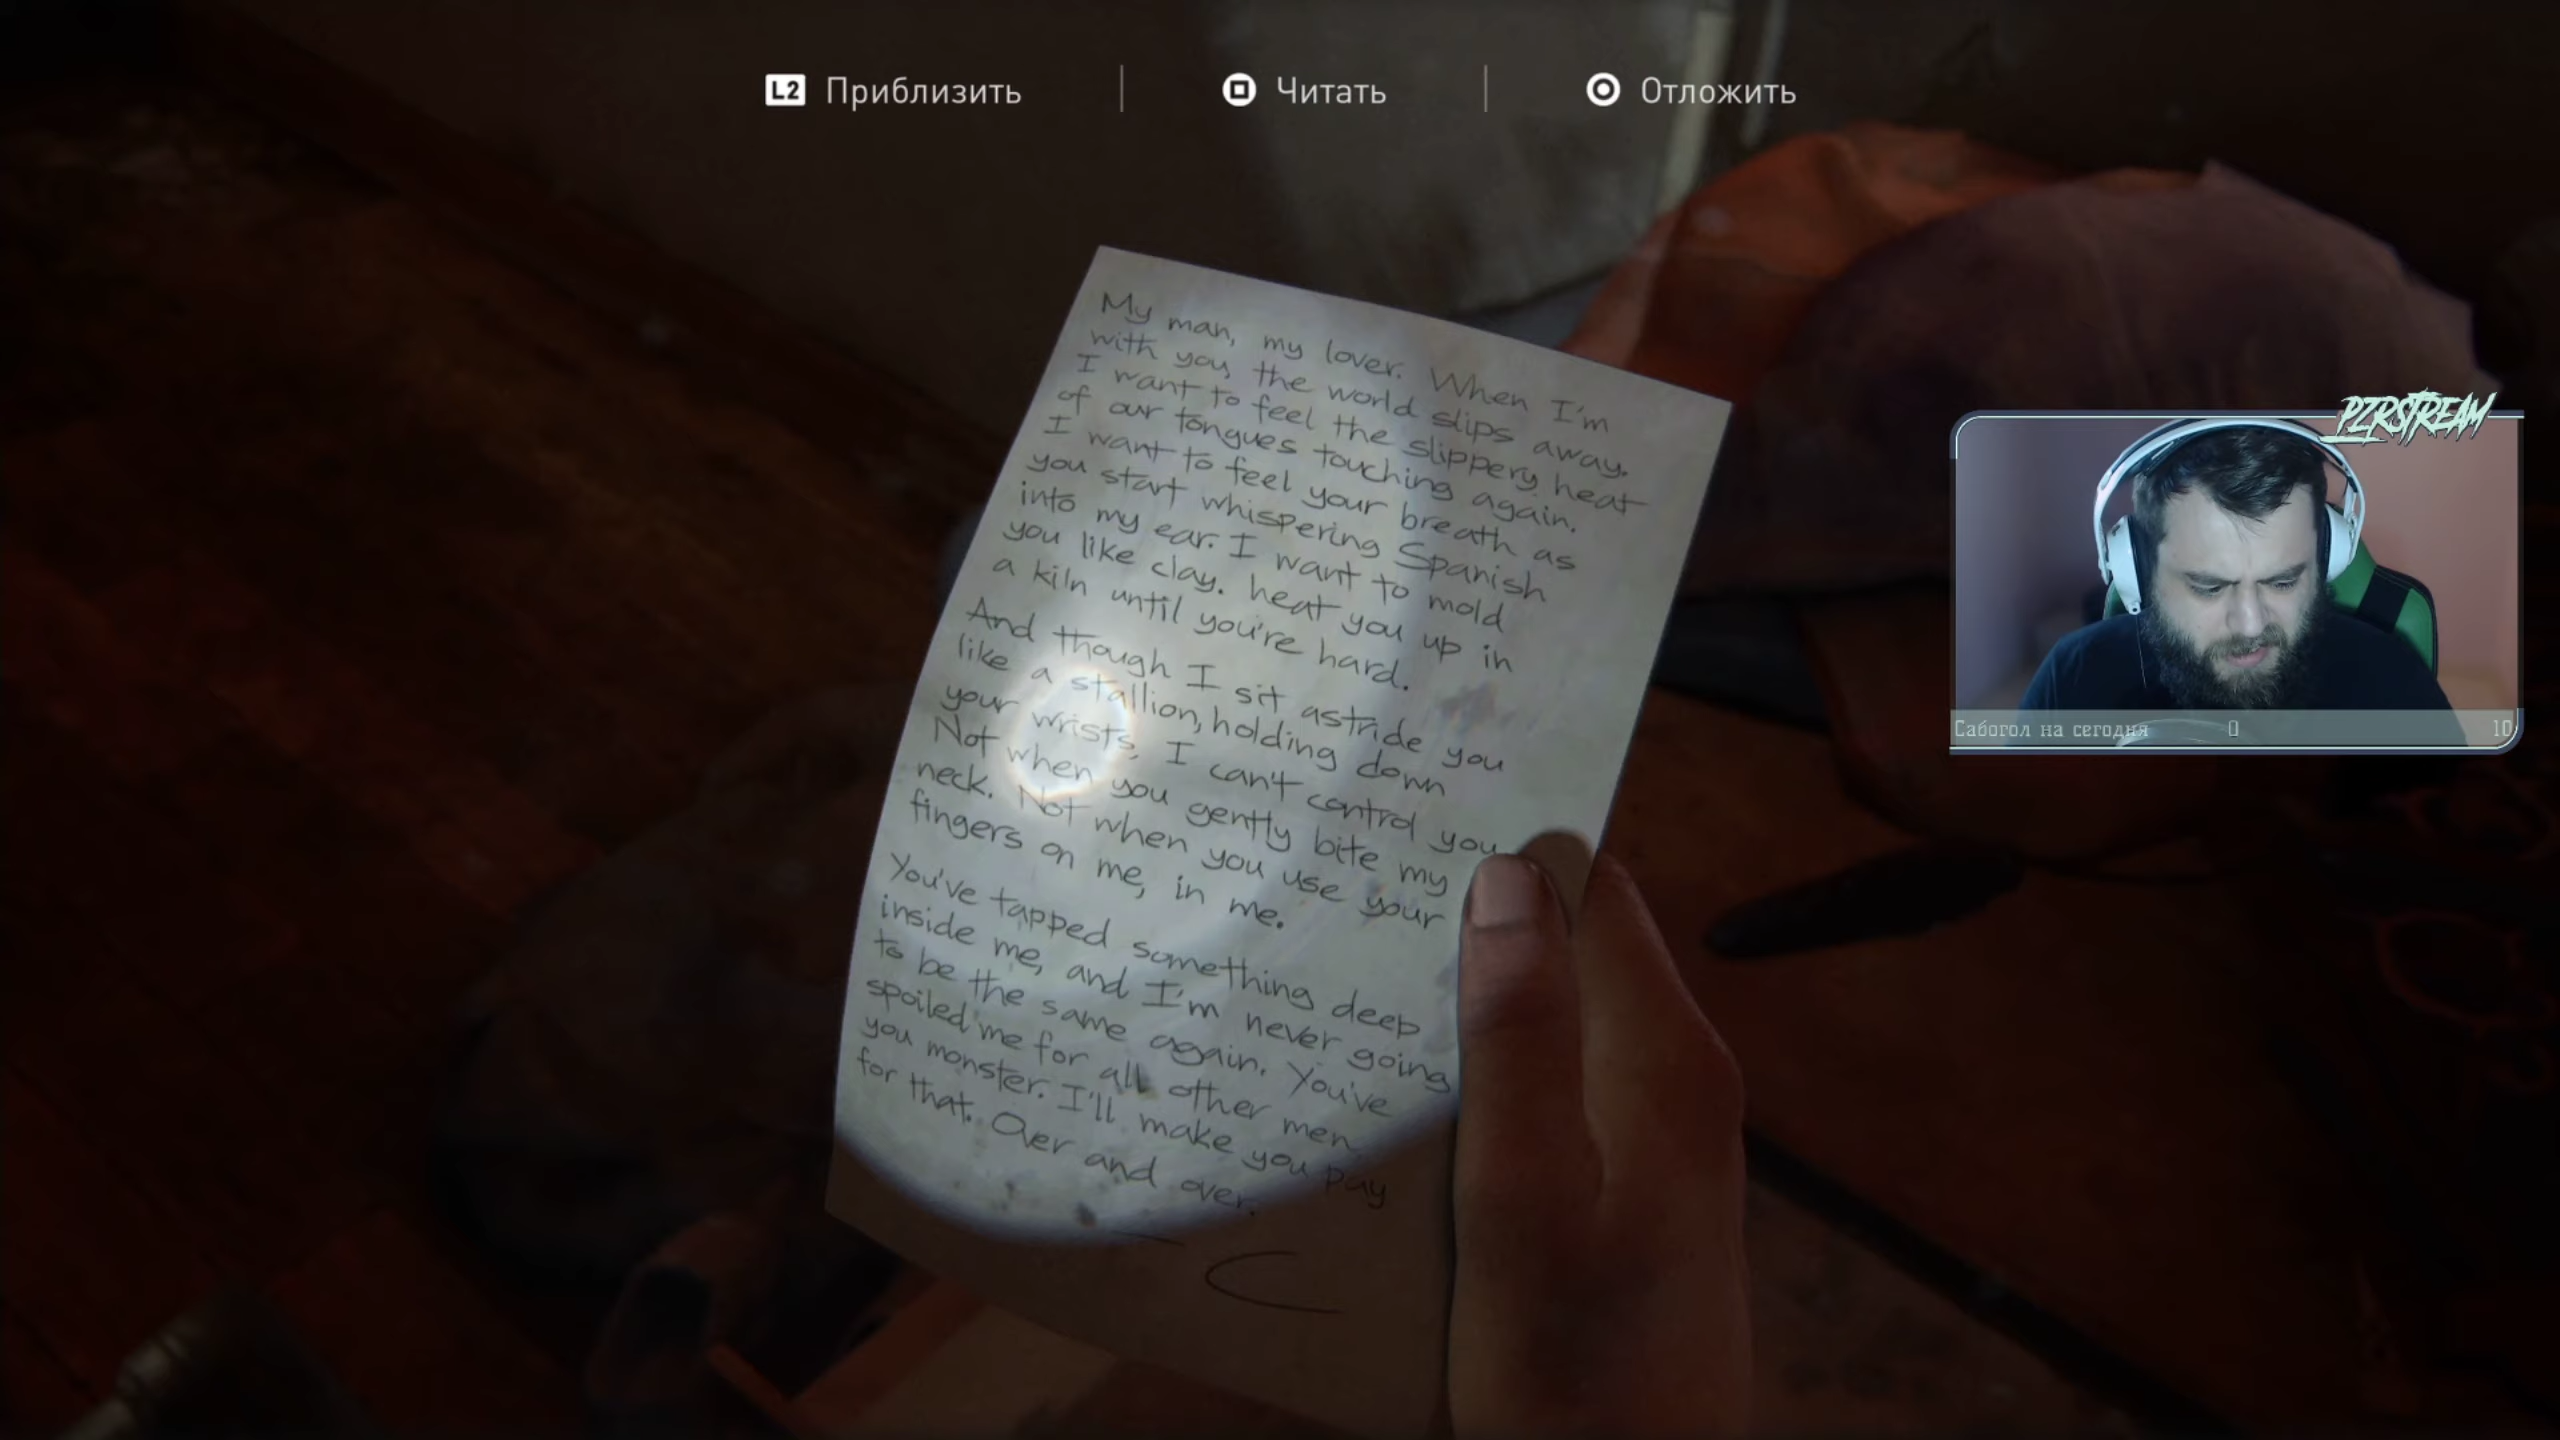 L2 Приблизить
Читать
Отложить
My man, my lover. When I'm
with you, the world slips away.
I want to feel the slippery heat
of our tongues touching again.
I want to feel your breath as
you start whispering Spanish
into my ear. I want to mold
you like clay. heat you up in
a kiln until you're hard.
And though I sit astride you
like a stallion, holding down
your wrists, I can't control you
Not when you gently bite my
neck. Not when you use your
fingers on me, in me.
You've tapped something deep
inside me, and I'm never going
to be the same again. You've
spoiled me for all other men
you monster. I'll make you pay
for that. Over and over.
C
PZRSTREAM
Сабогол на сегодня 0 10